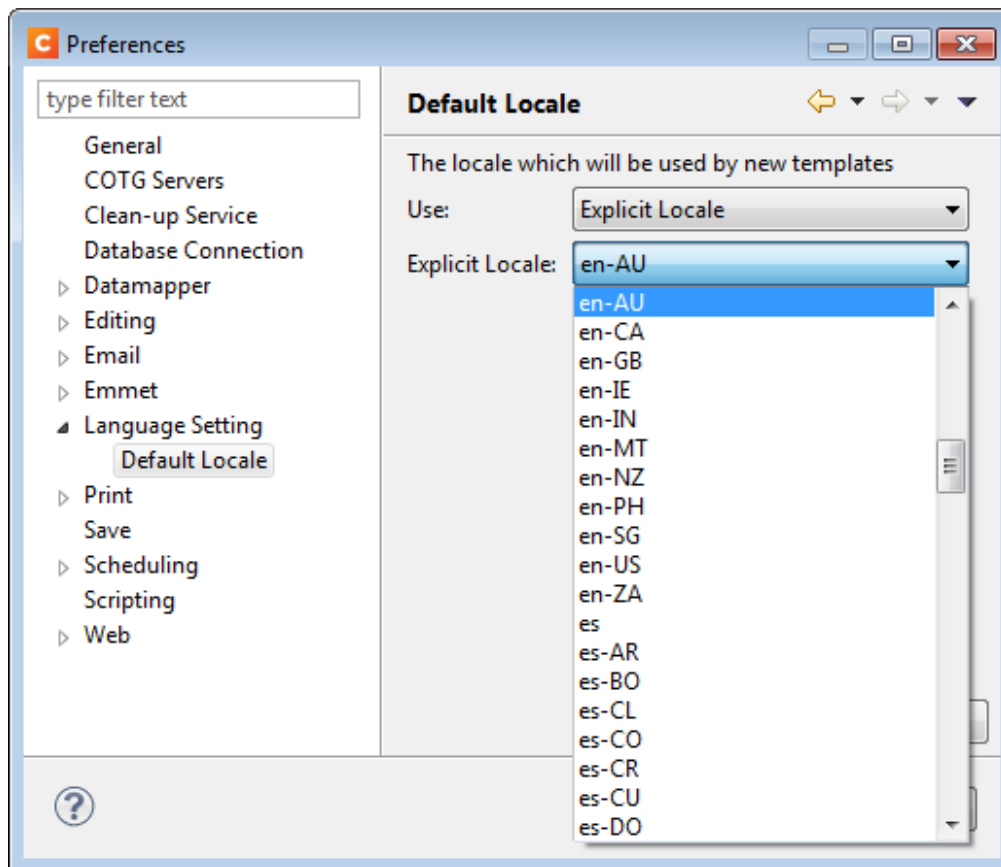 C Preferences
type filter text
General
COTG Servers
Clean-up Service
Database Connection
Datamapper
Editing
Email
Emmet
Language Setting
Default Locale
Print
Save
Scheduling
Scripting
Web
Default Locale
The locale which will be used by new templates
Use: Explicit Locale
Explicit Locale: en-AU
en-AU
en-CA
en-GB
en-IE
en-IN
en-MT
en-NZ
en-PH
en-SG
en-US
en-ZA
es
es-AR
es-BO
es-CL
es-CO
es-CR
es-CU
es-DO
?